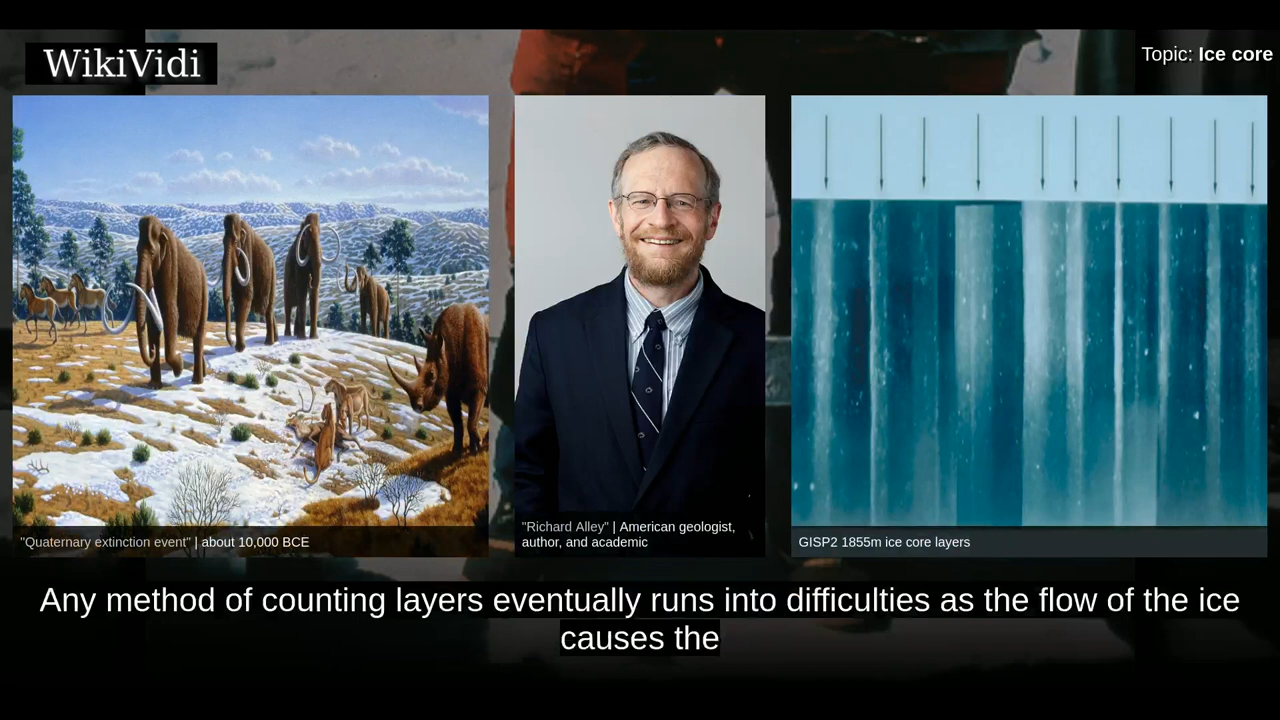 WikiVidi
Topic: Ice core
"Quaternary extinction event" | about 10,000 BCE
"Richard Alley" | American geologist,
author, and academic
GISP2 1855m ice core layers
Any method of counting layers eventually runs into difficulties as the flow of the ice
causes the